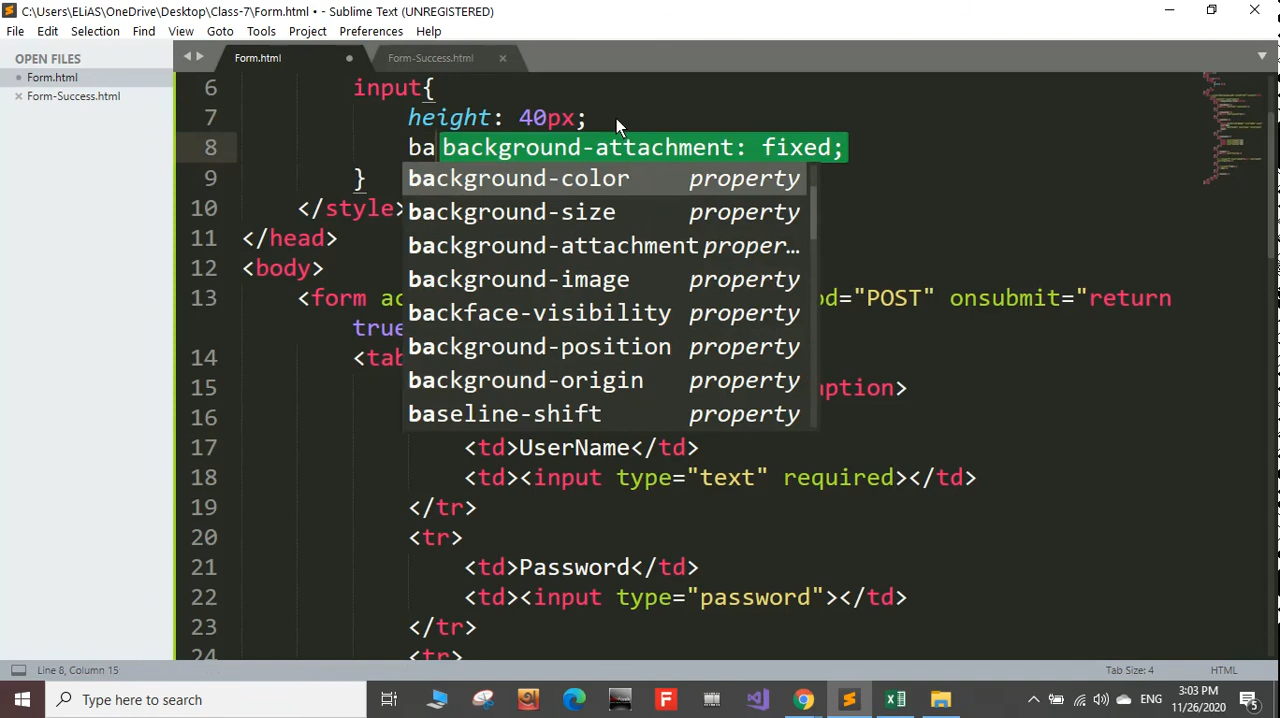 C:\Users\ELiAS\OneDrive\Desktop\Class-7\Form.html • - Sublime Text (UNREGISTERED)
File Edit Selection Find View Goto Tools Project Preferences Help
OPEN FILES
Form.html
Form-Success.html
Form.html
Form-Success.html
6 input{
7 height: 40px;
8 ba background-attachment: fixed;
background-color property
background-size property
background-attachment proper…
background-image property
backface-visibility property
background-position property
background-origin property
baseline-shift property
9 }
10 </style>
11 </head>
12 <body>
13 <form ac od="POST" onsubmit="return
true
14 <tab
15 aption>
16
17 <td>UserName</td>
18 <td><input type="text" required></td>
19 </tr>
20 <tr>
21 <td>Password</td>
22 <td><input type="password"></td>
23 </tr>
24 <tr>
Line 8, Column 15
Tab Size: 4
HTML
Type here to search
ENG
3:03 PM
11/26/2020
5